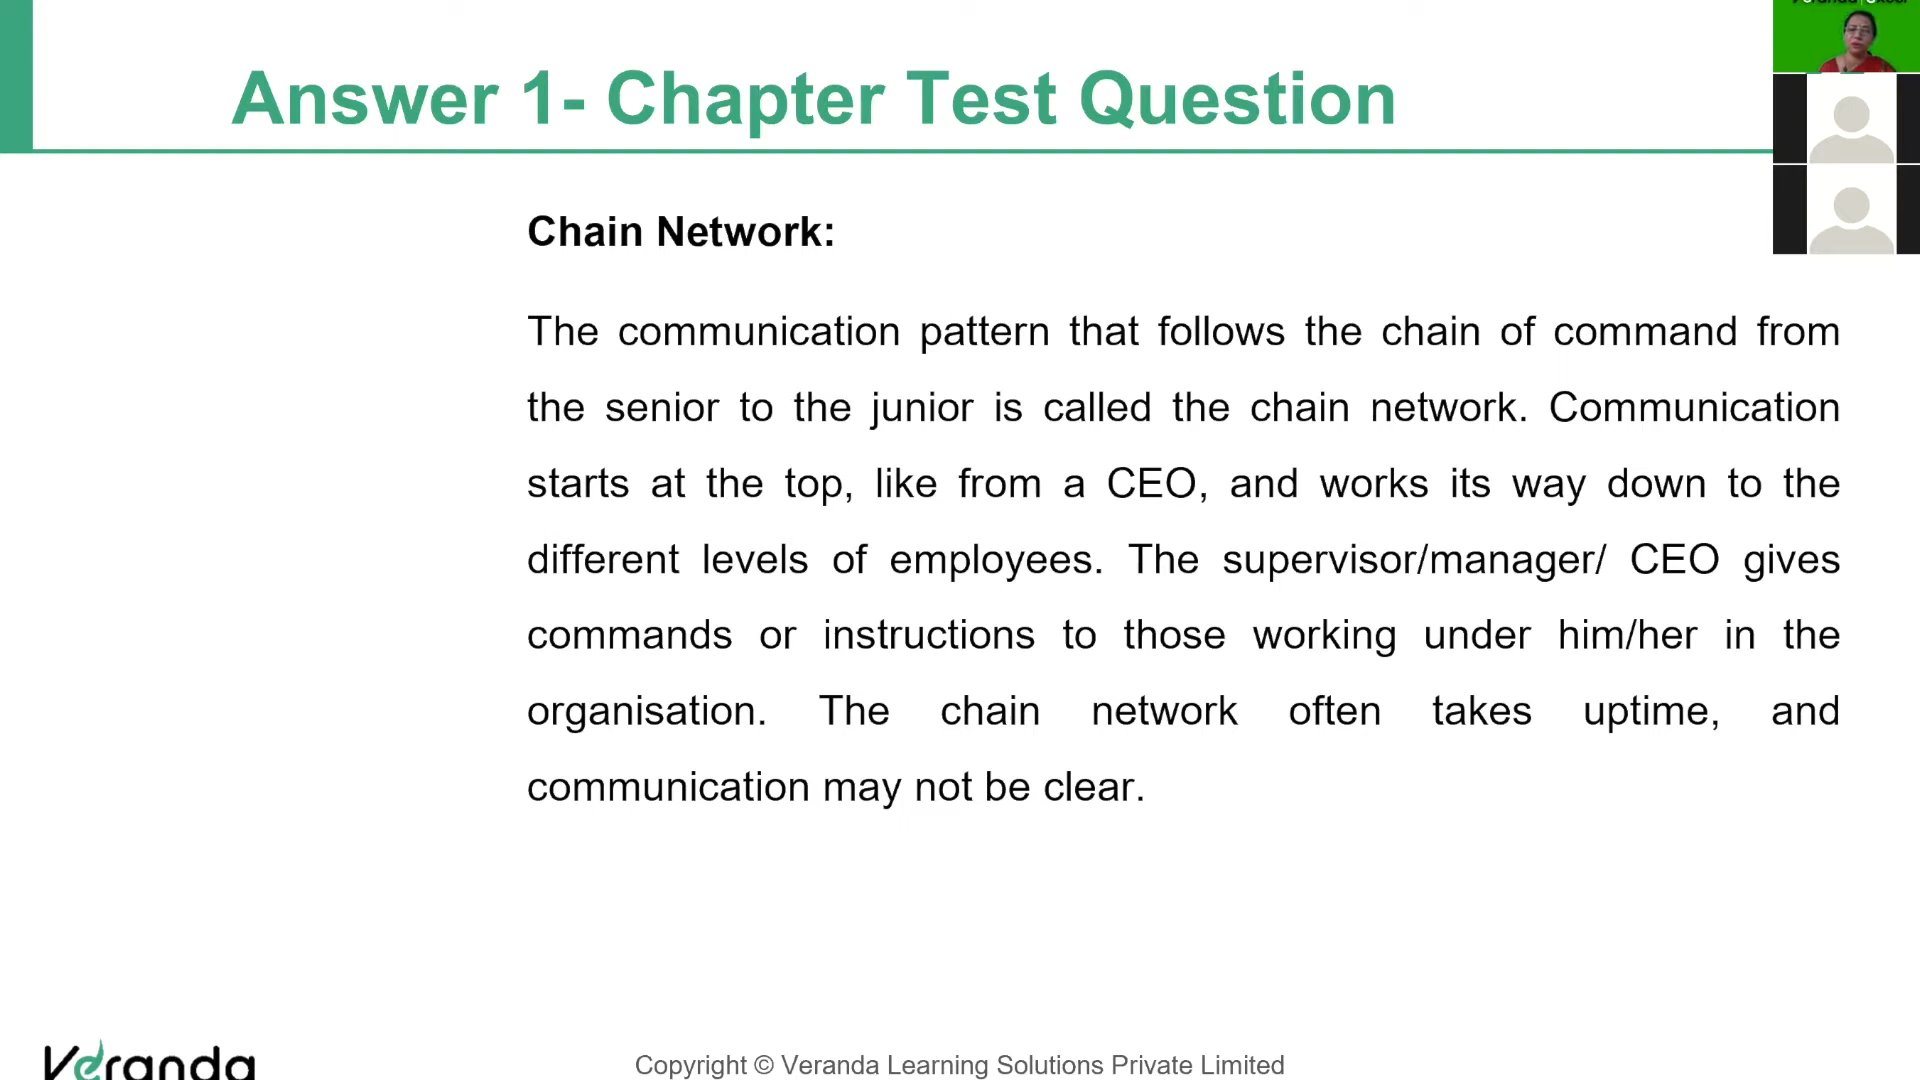 Answer 1- Chapter Test Question
Chain Network:
The communication pattern that follows the chain of command from
the senior to the junior is called the chain network. Communication
starts at the top, like from a CEO, and works its way down to the
different levels of employees. The supervisor/manager/ CEO gives
commands or instructions to those working under him/her in the
organisation. The chain network often takes uptime, and
communication may not be clear.
Veranda
Copyright © Veranda Learning Solutions Private Limited